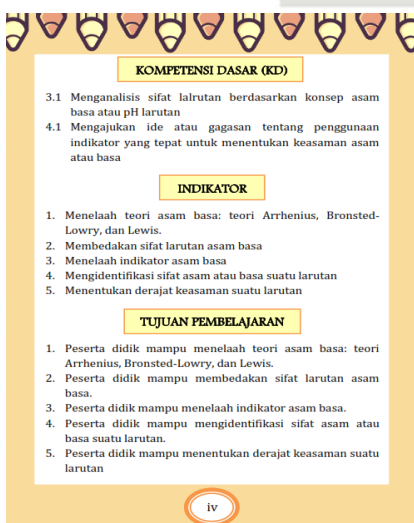 KOMPETENSI DASAR (KD)
3.1 Menganalisis sifat lalrutan berdasarkan konsep asam
basa atau pH larutan
4.1 Mengajukan ide atau gagasan tentang penggunaan
indikator yang tepat untuk menentukan keasaman asam
atau basa
INDIKATOR
1. Menelaah teori asam basa: teori Arrhenius, Bronsted-
Lowry, dan Lewis.
2. Membedakan sifat larutan asam basa
3. Menelaah indikator asam basa
4. Mengidentifikasi sifat asam atau basa suatu larutan
5. Menentukan derajat keasaman suatu larutan
TUJUAN PEMBELAJARAN
1. Peserta didik mampu menelaah teori asam basa: teori
Arrhenius, Bronsted-Lowry, dan Lewis.
2. Peserta didik mampu membedakan sifat larutan asam
basa.
3. Peserta didik mampu menelaah indikator asam basa.
4. Peserta didik mampu mengidentifikasi sifat asam atau
basa suatu larutan.
5. Peserta didik mampu menentukan derajat keasaman suatu
larutan
iv